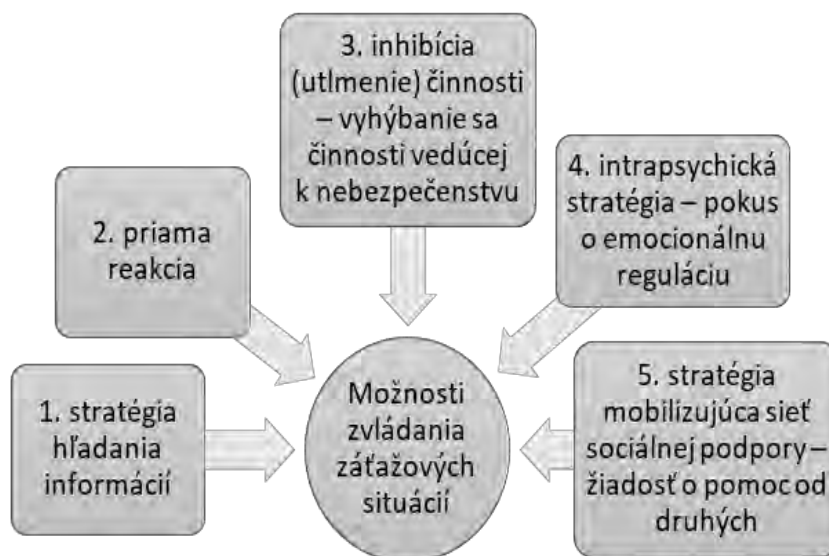 1. stratégia
hľadania
informácií
2. priama
reakcia
3. inhibícia
(utlmenie) činnosti
– vyhýbanie sa
činnosti vedúcej
k nebezpečenstvu
4. intrapsychická
stratégia – pokus
o emocionálnu
reguláciu
5. stratégia
mobilizujúca sieť
sociálnej podpory –
žiadosť o pomoc od
druhých
Možnosti
zvládania
záťažových
situácií